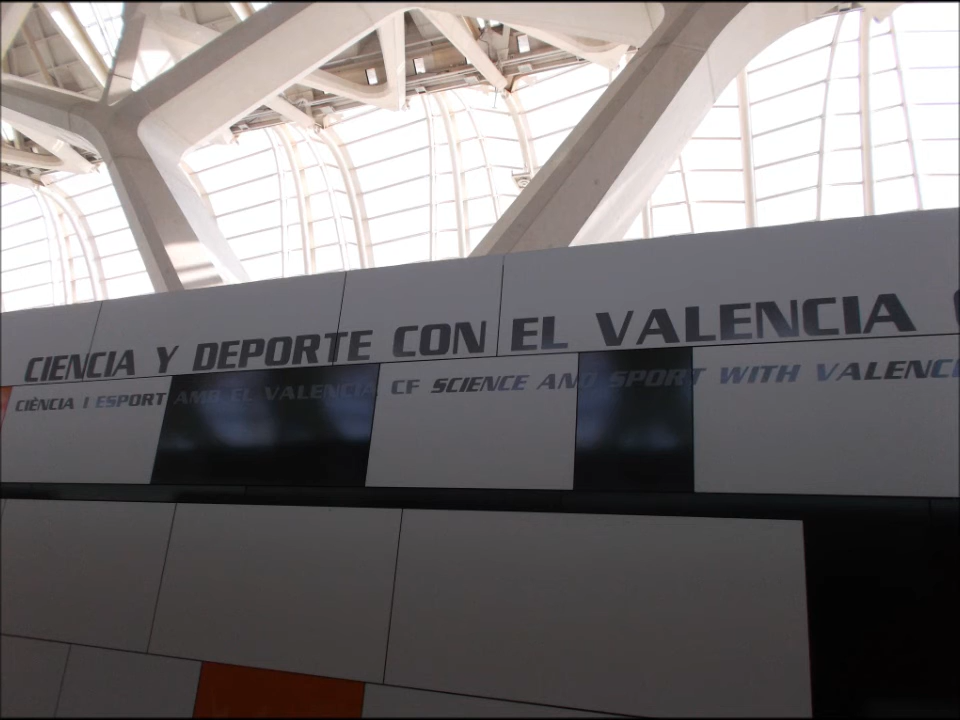 CIENCIA Y DEPORTE CON EL VALENCIA
CIÈNCIA I ESPORT AMB EL VALENCIA CF SCIENCE AND SPORT WITH VALENC